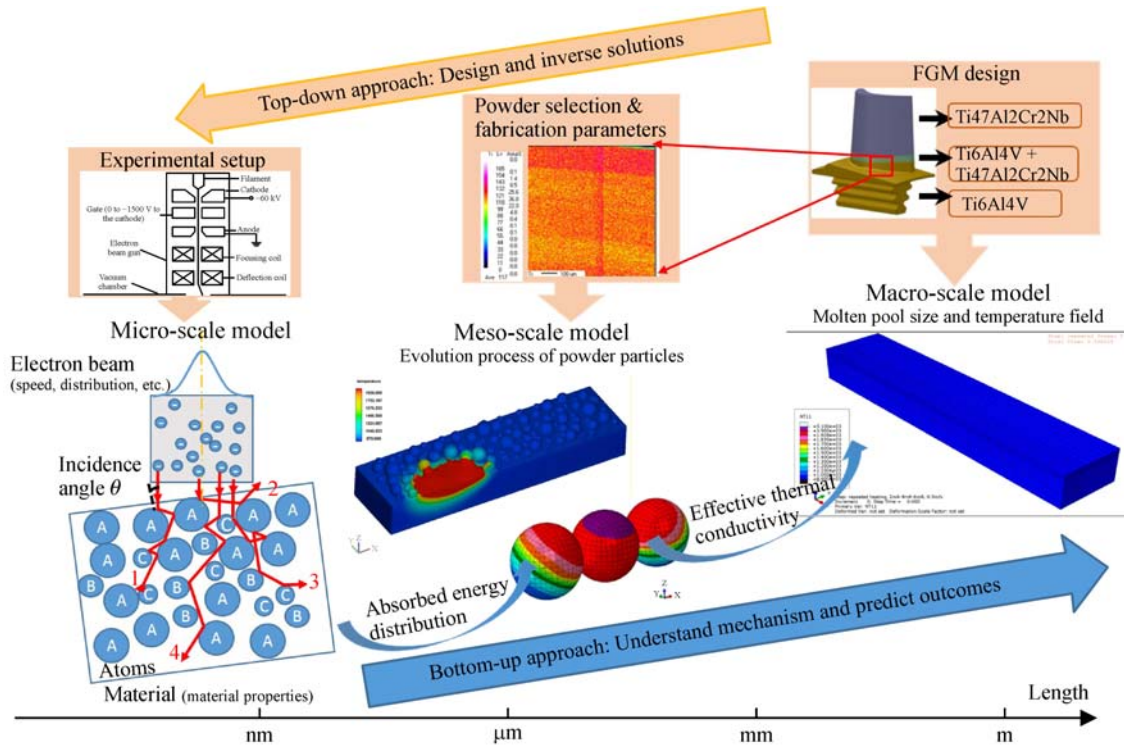 Top-down approach: Design and inverse solutions
FGM design
Ti47Al2Cr2Nb
Ti6Al4V +
Ti47Al2Cr2Nb
Ti6Al4V
Powder selection &
fabrication parameters
100 um
Experimental setup
Filament
Cathode
−60 kV
Gate (0 to −1500 V to
the cathode)
Anode
Electron
beam gun
Focusing coil
Vacuum
chamber
Deflection coil
Micro-scale model
Electron beam
(speed, distribution, etc.)
Incidence
angle θ
1
2
3
4
A
B
C
Atoms
Material (material properties)
Meso-scale model
Evolution process of powder particles
temperature
Z
Y
X
Absorbed energy
distribution
Effective thermal
conductivity
Z
Y
X
Macro-scale model
Molten pool size and temperature field
NT11
Bottom-up approach: Understand mechanism and predict outcomes
Length
nm
μm
mm
m